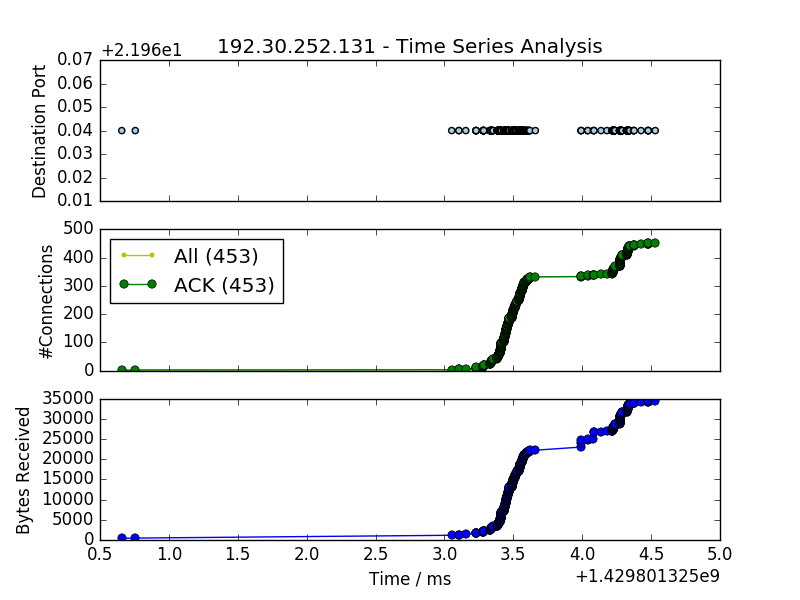 +2.196e1
192.30.252.131 - Time Series Analysis
0.07
0.06
0.05
0.04
0.03
0.02
0.01
Destination Port
500
400
300
200
100
0
#Connections
All (453)
ACK (453)
35000
30000
25000
20000
15000
10000
5000
0
Bytes Received
0.5 1.0 1.5 2.0 2.5 3.0 3.5 4.0 4.5 5.0
Time / ms
+1.429801325e9